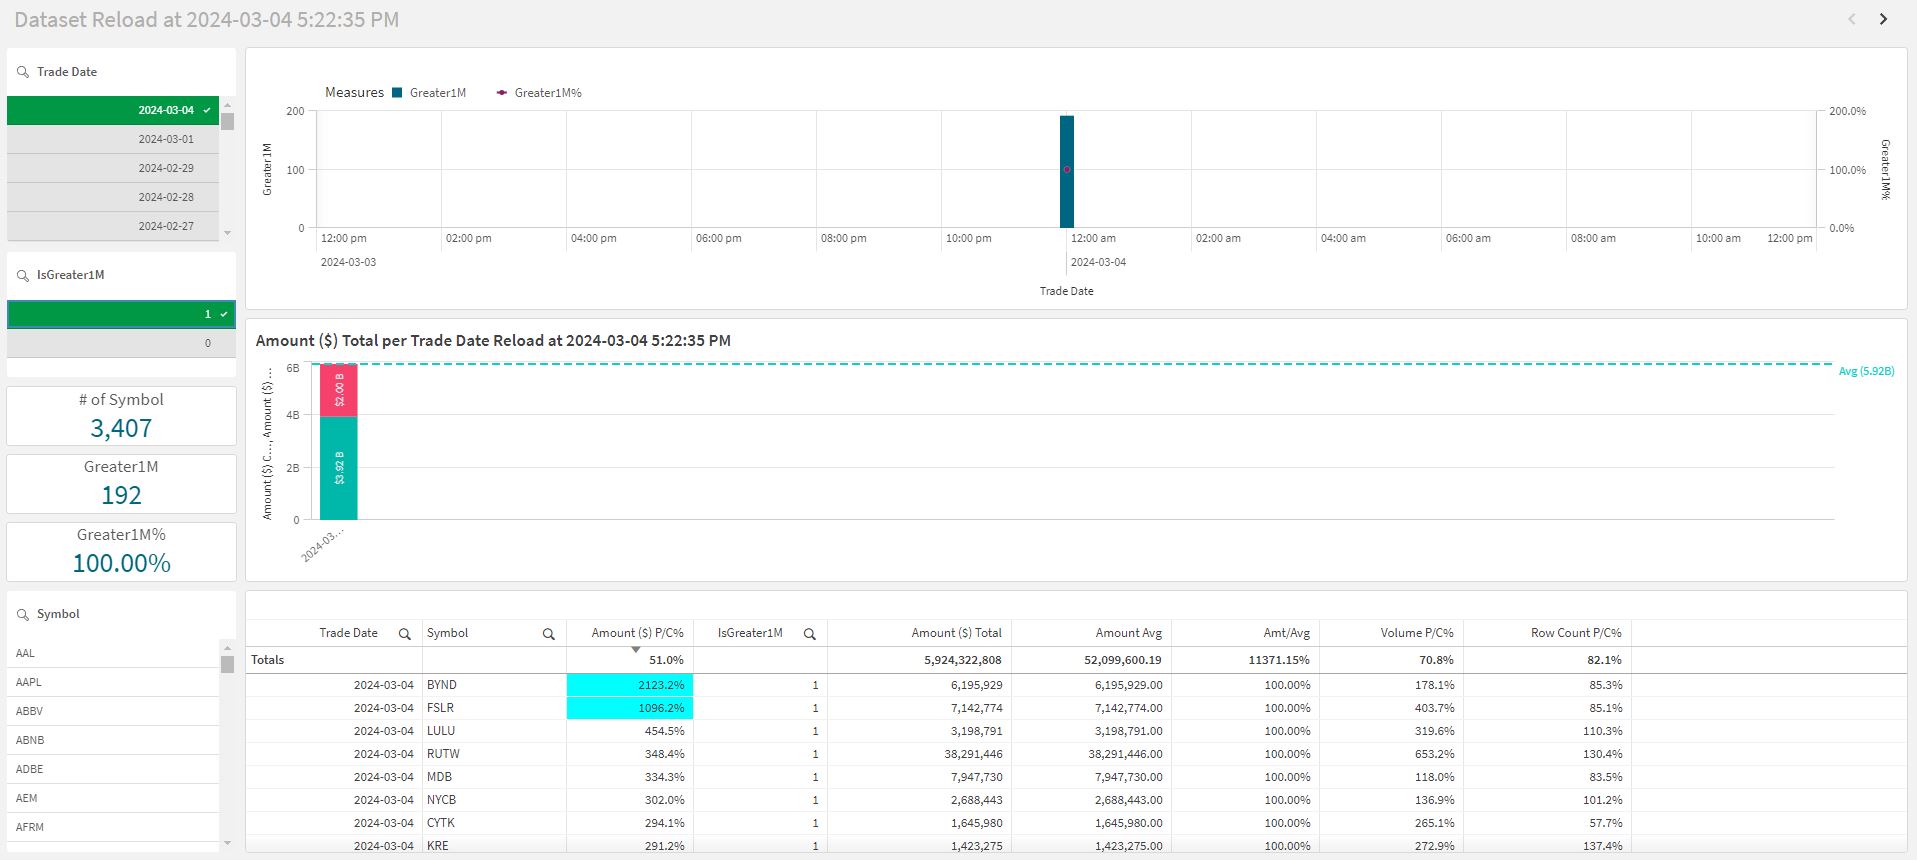 Dataset Reload at 2024-03-04 5:22:35 PM
Trade Date
2024-03-04
2024-03-01
2024-02-29
2024-02-28
2024-02-27
IsGreater1M
1
0
# of Symbol
3,407
Greater1M
192
Greater1M%
100.00%
Symbol
AAL
AAPL
ABBV
ABNB
ADBE
AEM
AFRM
Measures Greater1M Greater1M%
Greater1M
200
100
0
200.0%
100.0%
0.0%
Greater1M%
12:00 pm 02:00 pm 04:00 pm 06:00 pm 08:00 pm 10:00 pm 12:00 am 02:00 am 04:00 am 06:00 am 08:00 am 10:00 am 12:00 pm
2024-03-03 2024-03-04
Trade Date
Amount ($) Total per Trade Date Reload at 2024-03-04 5:22:35 PM
Amount ($) C..., Amount ($) ...
6B
4B
2B
0
$2.00 B
$3.92 B
Avg (5.92B)
2024-03...
Trade Date Symbol Amount ($) P/C% IsGreater1M Amount ($) Total Amount Avg Amt/Avg Volume P/C% Row Count P/C%
Totals 51.0% 5,924,322,808 52,099,600.19 11371.15% 70.8% 82.1%
2024-03-04 BYND 2123.2% 1 6,195,929 6,195,929.00 100.00% 178.1% 85.3%
2024-03-04 FSLR 1096.2% 1 7,142,774 7,142,774.00 100.00% 403.7% 85.1%
2024-03-04 LULU 454.5% 1 3,198,791 3,198,791.00 100.00% 319.6% 110.3%
2024-03-04 RUTW 348.4% 1 38,291,446 38,291,446.00 100.00% 653.2% 130.4%
2024-03-04 MDB 334.3% 1 7,947,730 7,947,730.00 100.00% 118.0% 83.5%
2024-03-04 NYCB 302.0% 1 2,688,443 2,688,443.00 100.00% 136.9% 101.2%
2024-03-04 CYTK 294.1% 1 1,645,980 1,645,980.00 100.00% 265.1% 57.7%
2024-03-04 KRE 291.2% 1 1,423,275 1,423,275.00 100.00% 272.9% 137.4%